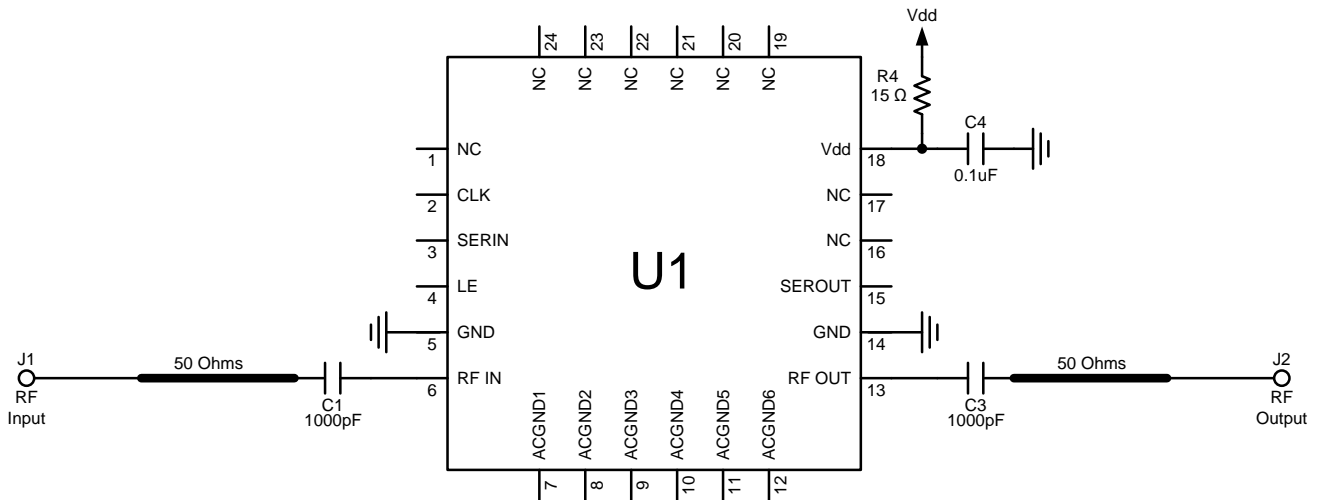 24
23
22
21
20
19
NC
NC
NC
NC
NC
NC
Vdd
R4
15 Ω
C4
0.1uF
1
NC
2
CLK
3
SERIN
4
LE
5
GND
6
RF IN
U1
Vdd
18
NC
17
NC
16
SEROUT
15
GND
14
RF OUT
13
J1
RF
Input
50 Ohms
C1
1000pF
C3
1000pF
50 Ohms
J2
RF
Output
ACGND1
ACGND2
ACGND3
ACGND4
ACGND5
ACGND6
7
8
9
10
11
12